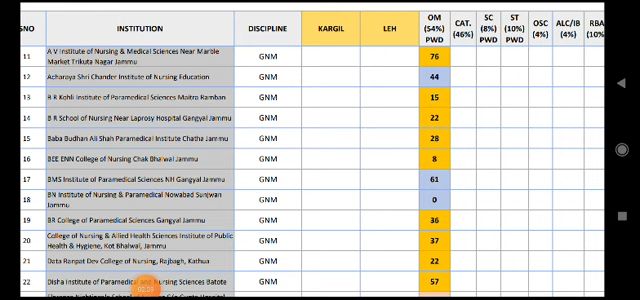 SNO INSTITUTION DISCIPLINE KARGIL LEH OM (54%) PWD CAT. (46%) SC (8%) PWD ST (10%) PWD OSC (4%) ALC/IB (4%) RBA (10%
11 A V Institute of Nursing & Medical Sciences Near Marble Market Trikuta Nagar Jammu GNM 76
12 Acharaya Shri Chander Institute of Nursing Education GNM 44
13 R R Kohli Institute of Paramedical Sciences Maitra Ramban GNM 15
14 B R School of Nursing Near Laprosy Hospital Gangyal Jammu GNM 22
15 Baba Budhan Ali Shah Paramedical Institute Chatha Jammu GNM 28
16 BEE ENN College of Nursing Chak Bhalwal Jammu GNM 8
17 BMS Institute of Paramedical Sciences NH Gangyal Jammu GNM 61
18 BN Institute of Nursing & Paramedical Nowabad Sunjwan Jammu GNM 0
19 BR College of Paramedical Sciences Gangyal Jammu GNM 36
20 College of Nursing & Allied Health Sciences Institute of Public Health & Hygiene, Kot Bhalwal, Jammu GNM 37
21 Data Ranpat Dev College of Nursing, Rajbagh, Kathua GNM 22
22 Disha Institute of Paramedical and Nursing Sciences Batote GNM 57